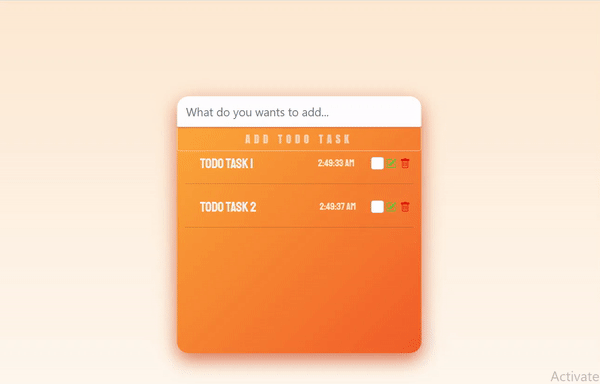 What do you wants to add...
ADD TODO TASK
TODO TASK 1 2:49:33 AM
TODO TASK 2 2:49:37 AM
Activate